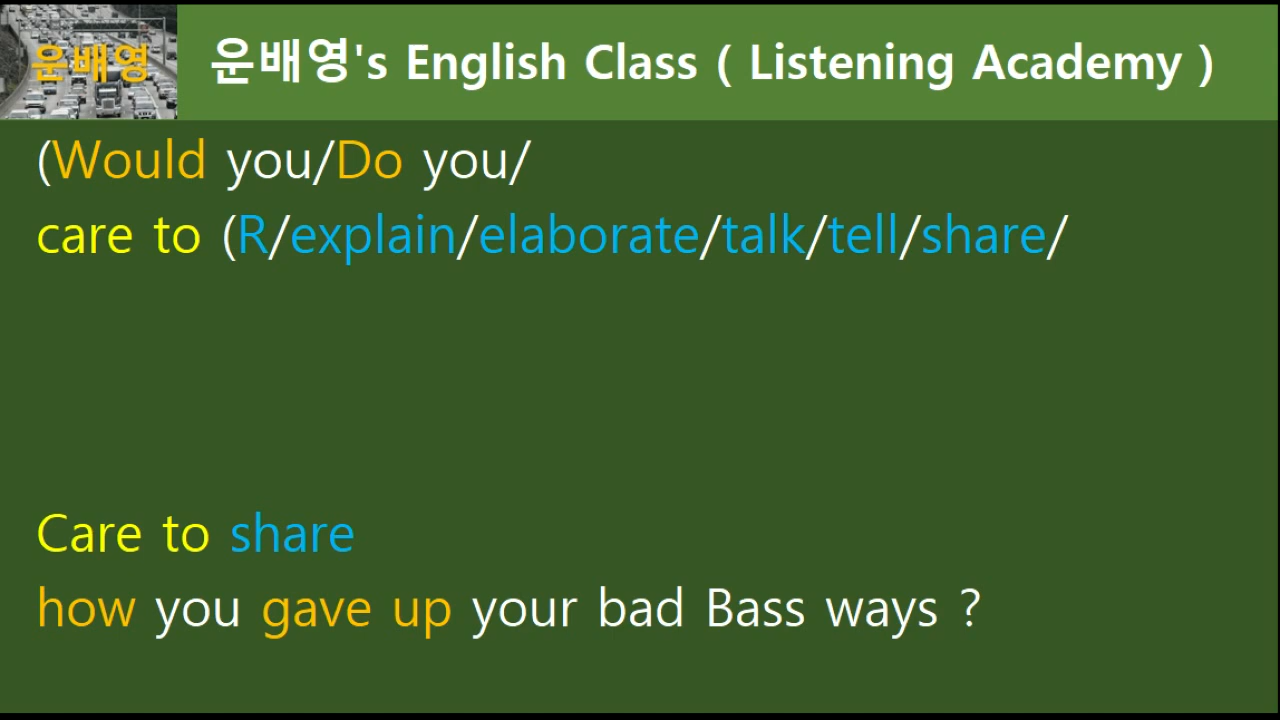 운배영
운배영's English Class ( Listening Academy )
(Would you/Do you/
care to (R/explain/elaborate/talk/tell/share/
Care to share
how you gave up your bad Bass ways ?